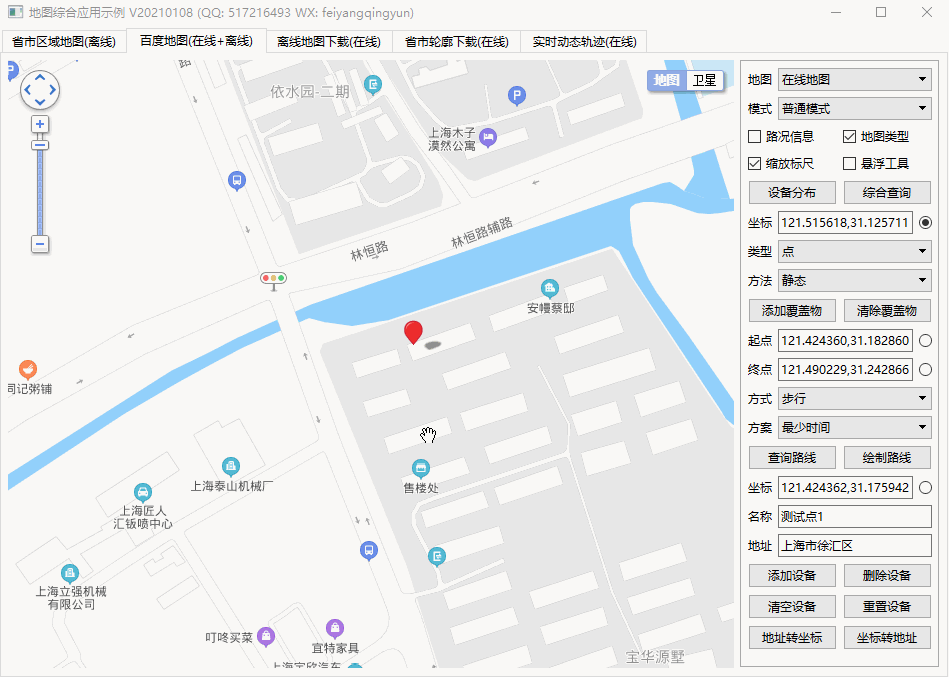 地图综合应用示例 V20210108 (QQ: 517216493 WX: feiyangqingyun)
省市区域地图(离线)
百度地图(在线+离线)
离线地图下载(在线)
省市轮廓下载(在线)
实时动态轨迹(在线)
路
依水园-二期
P
P
上海木子
漠然公寓
地图 卫星
林恒路
林恒路辅路
安幔蔡邸
司记粥铺
售楼处
上海泰山机械厂
上海匠人
汇钣喷中心
上海立强机械
有限公司
叮咚买菜
宜特家具
上海宝欣汽车
宝华源墅
地图 在线地图
模式 普通模式
路况信息 地图类型
缩放标尺 悬浮工具
设备分布 综合查询
坐标 121.515618,31.125711
类型 点
方法 静态
添加覆盖物 清除覆盖物
起点 121.424360,31.182860
终点 121.490229,31.242866
方式 步行
方案 最少时间
查询路线 绘制路线
坐标 121.424362,31.175942
名称 测试点1
地址 上海市徐汇区
添加设备 删除设备
清空设备 重置设备
地址转坐标 坐标转地址